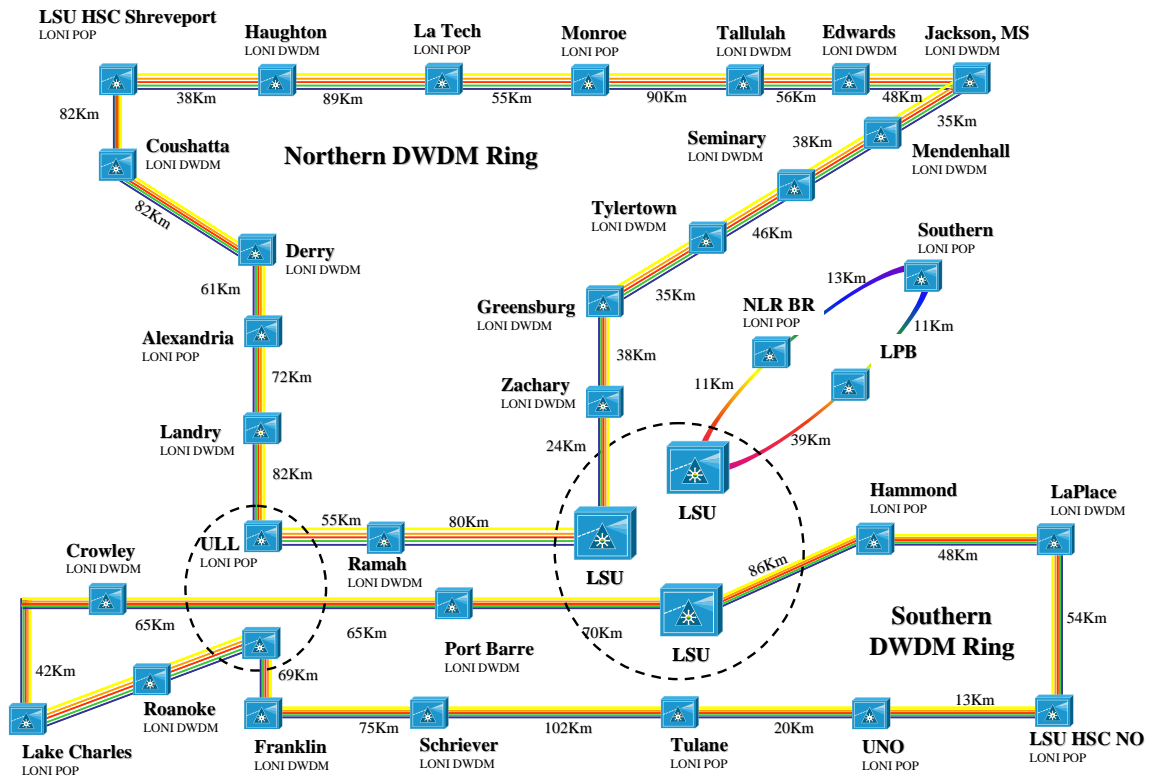 LSU HSC Shreveport
LONI POP
Haughton
LONI DWDM
La Tech
LONI POP
Monroe
LONI POP
Tallulah
LONI DWDM
Edwards
LONI DWDM
Jackson, MS
LONI DWDM
38Km
89Km
55Km
90Km
56Km
48Km
82Km
35Km
Coushatta
LONI DWDM
Northern DWDM Ring
Seminary
LONI DWDM
38Km
Mendenhall
LONI DWDM
82Km
Tylertown
LONI DWDM
46Km
Derry
LONI DWDM
Southern
LONI POP
61Km
35Km
13Km
Greensburg
LONI DWDM
NLR BR
LONI POP
11Km
Alexandria
LONI POP
38Km
LPB
72Km
Zachary
LONI DWDM
11Km
Landry
LONI DWDM
24Km
39Km
82Km
LSU
Hammond
LONI POP
LaPlace
LONI DWDM
55Km
80Km
ULL
LONI POP
Crowley
LONI DWDM
Ramah
LONI DWDM
LSU
86Km
48Km
65Km
65Km
70Km
Southern
DWDM Ring
54Km
Port Barre
LONI DWDM
LSU
42Km
69Km
Roanoke
LONI DWDM
75Km
102Km
20Km
13Km
Lake Charles
LONI POP
Franklin
LONI DWDM
Schriever
LONI DWDM
Tulane
LONI POP
UNO
LONI POP
LSU HSC NO
LONI POP